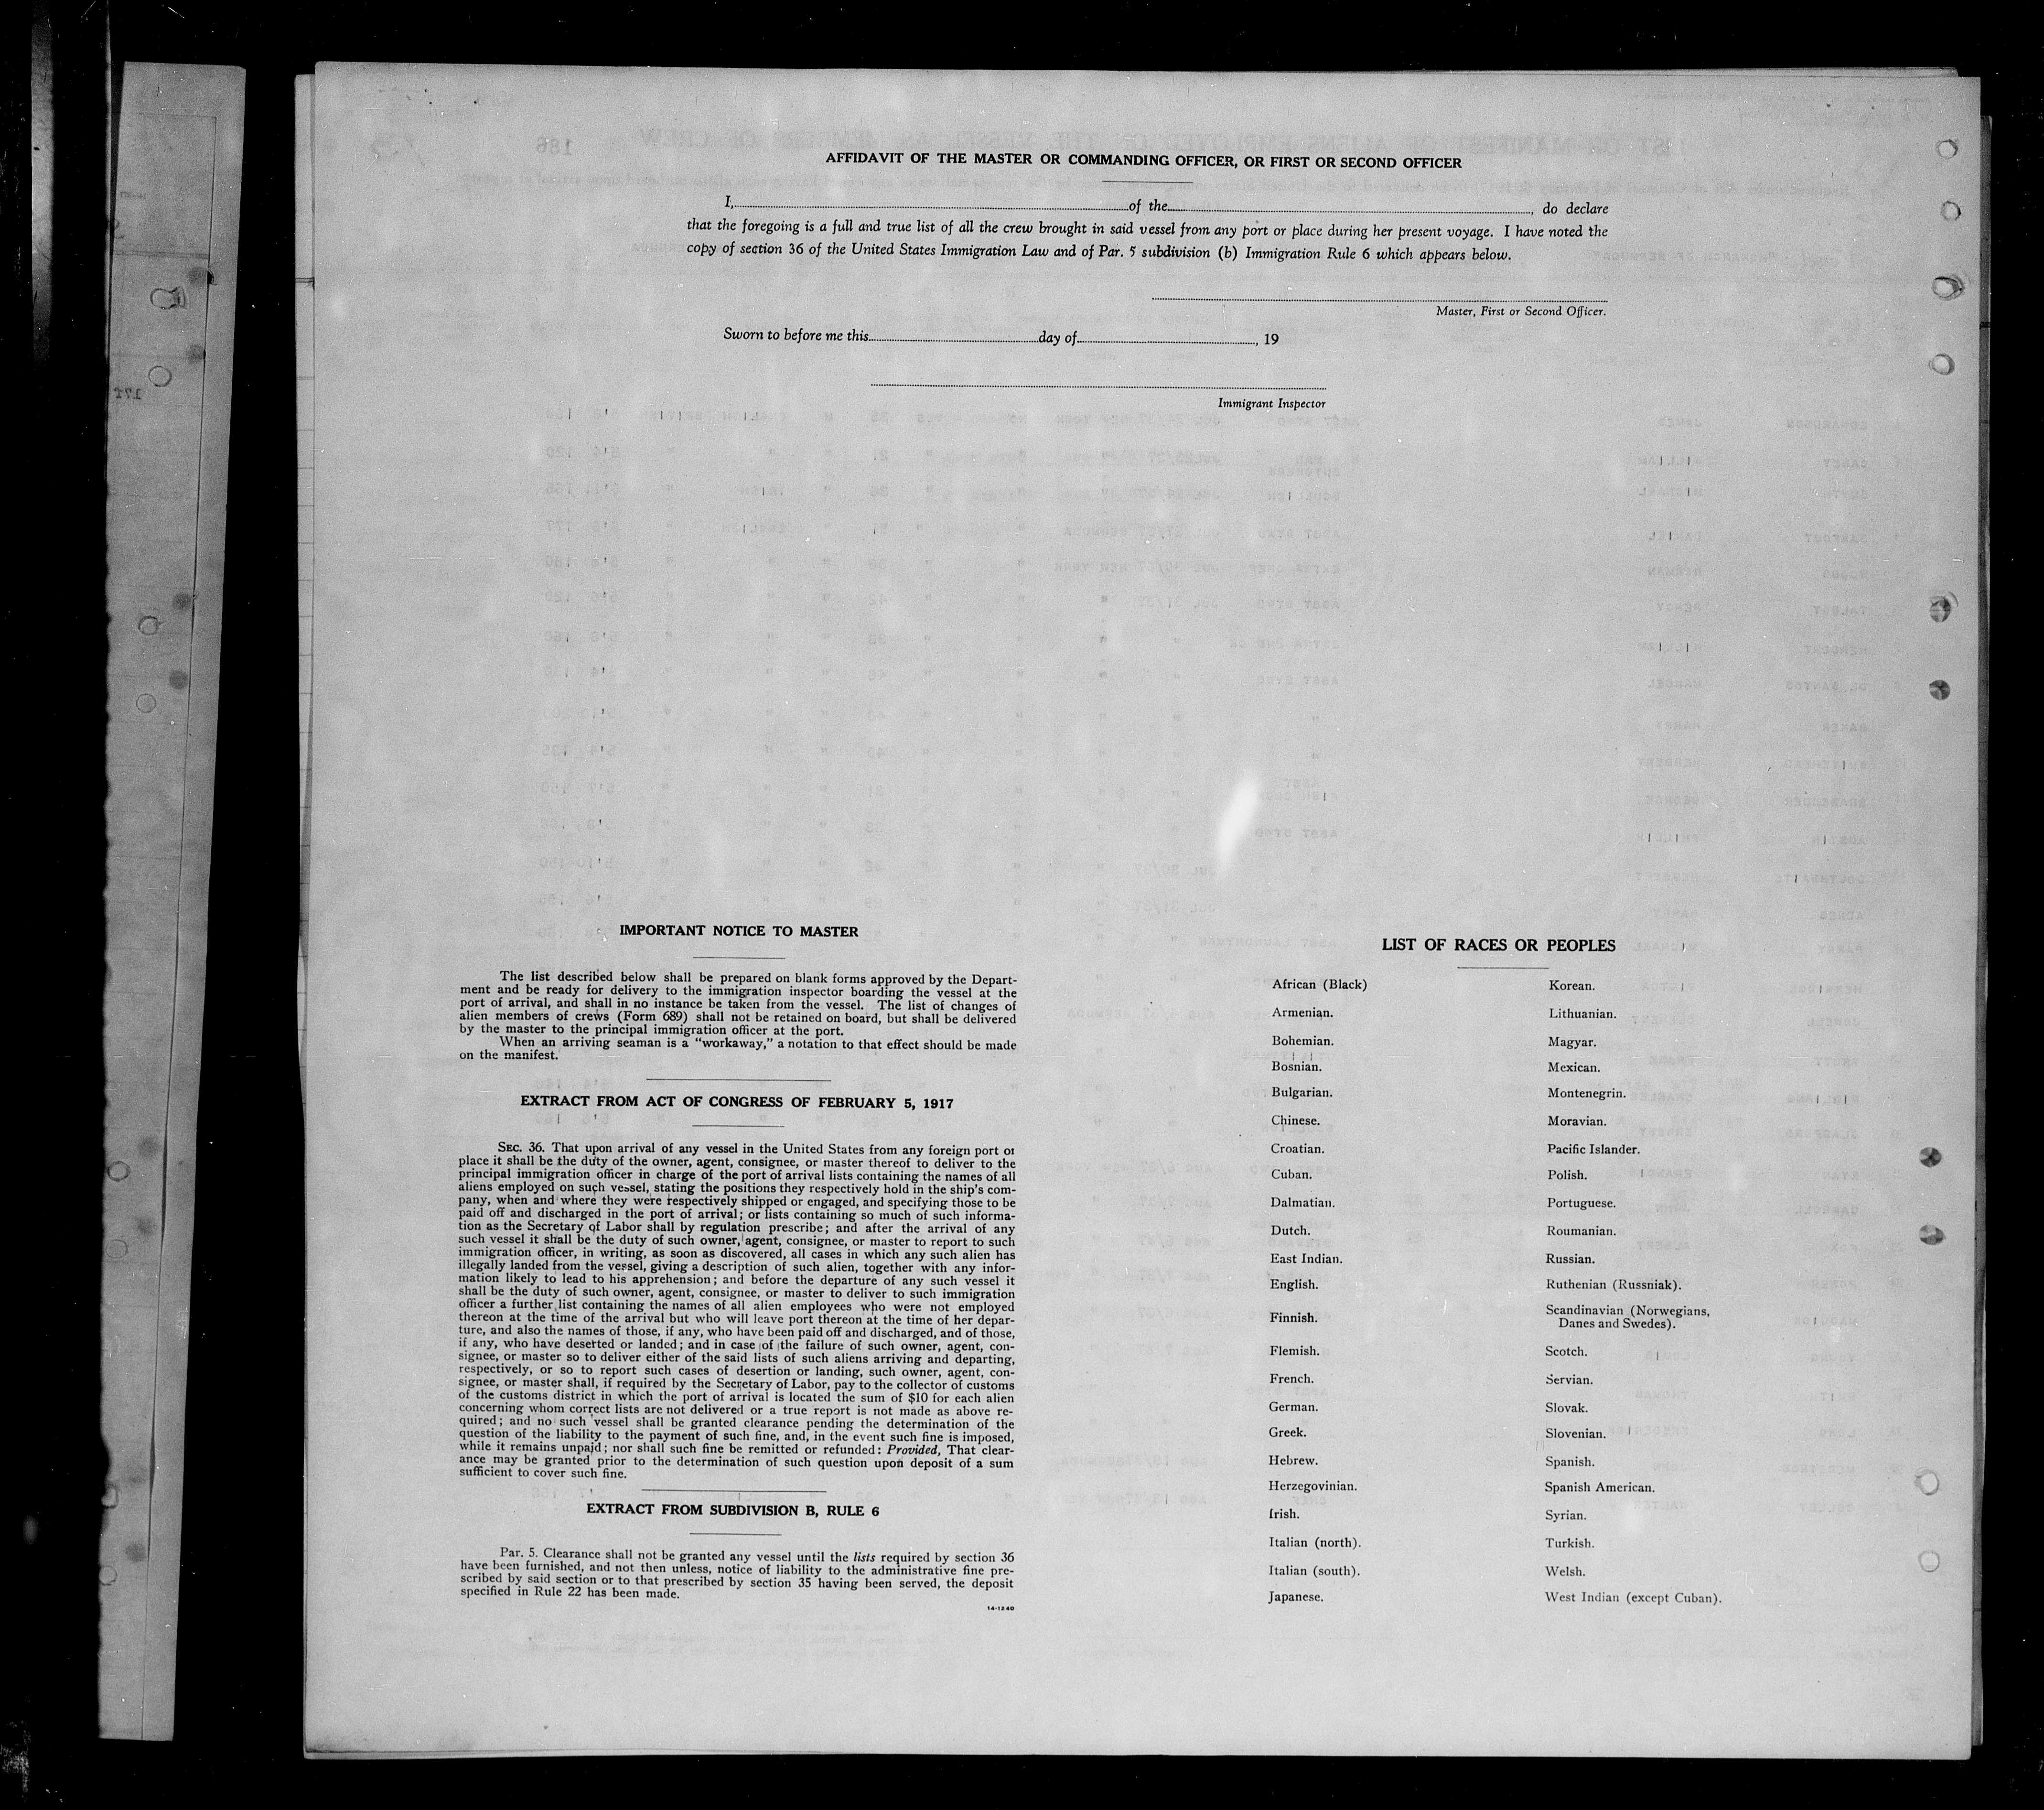 AFFIDAVIT OF THE MASTER OR COMMANDING OFFICER, OR FIRST OR SECOND OFFICER
I, of the , do declare
that the foregoing is a full and true list of all the crew brought in said vessel from any port or place during her present voyage. I have noted the
copy of section 36 of the United States Immigration Law and of Par. 5 subdivision (b) Immigration Rule 6 which appears below.
Master, First or Second Officer.
Sworn to before me this day of , 19
Immigrant Inspector
IMPORTANT NOTICE TO MASTER
The list described below shall be prepared on blank forms approved by the Depart-
ment and be ready for delivery to the immigration inspector boarding the vessel at the
port of arrival, and shall in no instance be taken from the vessel. The list of changes of
alien members of crews (Form 689) shall not be retained on board, but shall be delivered
by the master to the principal immigration officer at the port.
When an arriving seaman is a "workaway," a notation to that effect should be made
on the manifest.
EXTRACT FROM ACT OF CONGRESS OF FEBRUARY 5, 1917
SEC. 36. That upon arrival of any vessel in the United States from any foreign port or
place it shall be the duty of the owner, agent, consignee, or master thereof to deliver to the
principal immigration officer in charge of the port of arrival lists containing the names of all
aliens employed on such vessel, stating the positions they respectively hold in the ship's com-
pany, when and where they were respectively shipped or engaged, and specifying those to be
paid off and discharged in the port of arrival; or lists containing so much of such informa-
tion as the Secretary of Labor shall by regulation prescribe; and after the arrival of any
such vessel it shall be the duty of such owner, agent, consignee, or master to report to such
immigration officer, in writing, as soon as discovered, all cases in which any such alien has
illegally landed from the vessel, giving a description of such alien, together with any infor-
mation likely to lead to his apprehension; and before the departure of any such vessel it
shall be the duty of such owner, agent, consignee, or master to deliver to such immigration
officer a further list containing the names of all alien employees who were not employed
thereon at the time of the arrival but who will leave port thereon at the time of her depar-
ture, and also the names of those, if any, who have been paid off and discharged, and of those,
if any, who have deserted or landed; and in case of the failure of such owner, agent, con-
signee, or master so to deliver either of the said lists of such aliens arriving and departing,
respectively, or so to report such cases of desertion or landing, such owner, agent, con-
signee, or master shall, if required by the Secretary of Labor, pay to the collector of customs
of the customs district in which the port of arrival is located the sum of $10 for each alien
concerning whom correct lists are not delivered or a true report is not made as above re-
quired; and no such vessel shall be granted clearance pending the determination of the
question of the liability to the payment of such fine, and, in the event such fine is imposed,
while it remains unpaid; nor shall such fine be remitted or refunded: Provided, That clear-
ance may be granted prior to the determination of such question upon deposit of a sum
sufficient to cover such fine.
EXTRACT FROM SUBDIVISION B, RULE 6
Par. 5. Clearance shall not be granted any vessel until the lists required by section 36
have been furnished, and not then unless, notice of liability to the administrative fine pre-
scribed by said section or to that prescribed by section 35 having been served, the deposit
specified in Rule 22 has been made.
14-1240
LIST OF RACES OR PEOPLES
African (Black)
Armenian.
Bohemian.
Bosnian.
Bulgarian.
Chinese.
Croatian.
Cuban.
Dalmatian.
Dutch.
East Indian.
English.
Finnish.
Flemish.
French.
German.
Greek.
Hebrew.
Herzegovinian.
Irish.
Italian (north).
Italian (south).
Japanese.
Korean.
Lithuanian.
Magyar.
Mexican.
Montenegrin.
Moravian.
Pacific Islander.
Polish.
Portuguese.
Roumanian.
Russian.
Ruthenian (Russniak).
Scandinavian (Norwegians,
Danes and Swedes).
Scotch.
Servian.
Slovak.
Slovenian.
Spanish.
Spanish American.
Syrian.
Turkish.
Welsh.
West Indian (except Cuban).